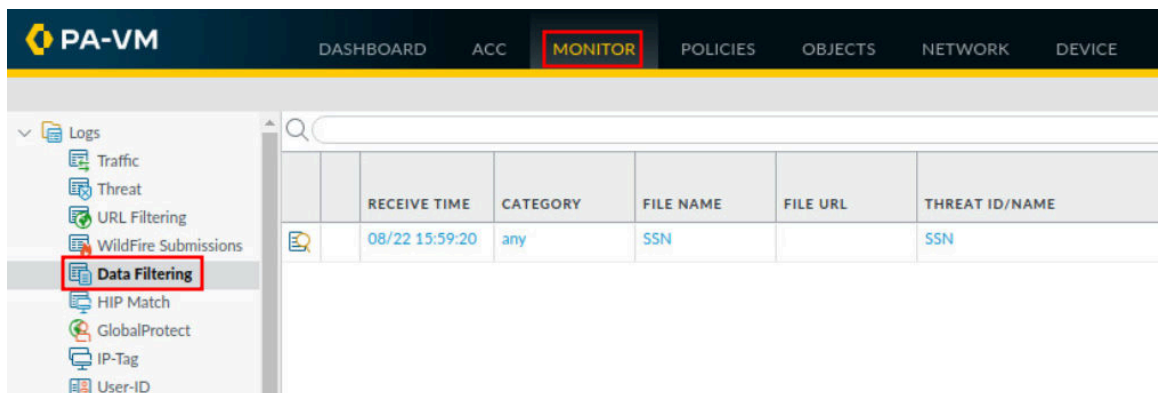 PA-VM
DASHBOARD ACC MONITOR POLICIES OBJECTS NETWORK DEVICE
Logs
Traffic
Threat
URL Filtering
WildFire Submissions
Data Filtering
HIP Match
GlobalProtect
IP-Tag
User-ID
RECEIVE TIME CATEGORY FILE NAME FILE URL THREAT ID/NAME
08/22 15:59:20 any SSN SSN